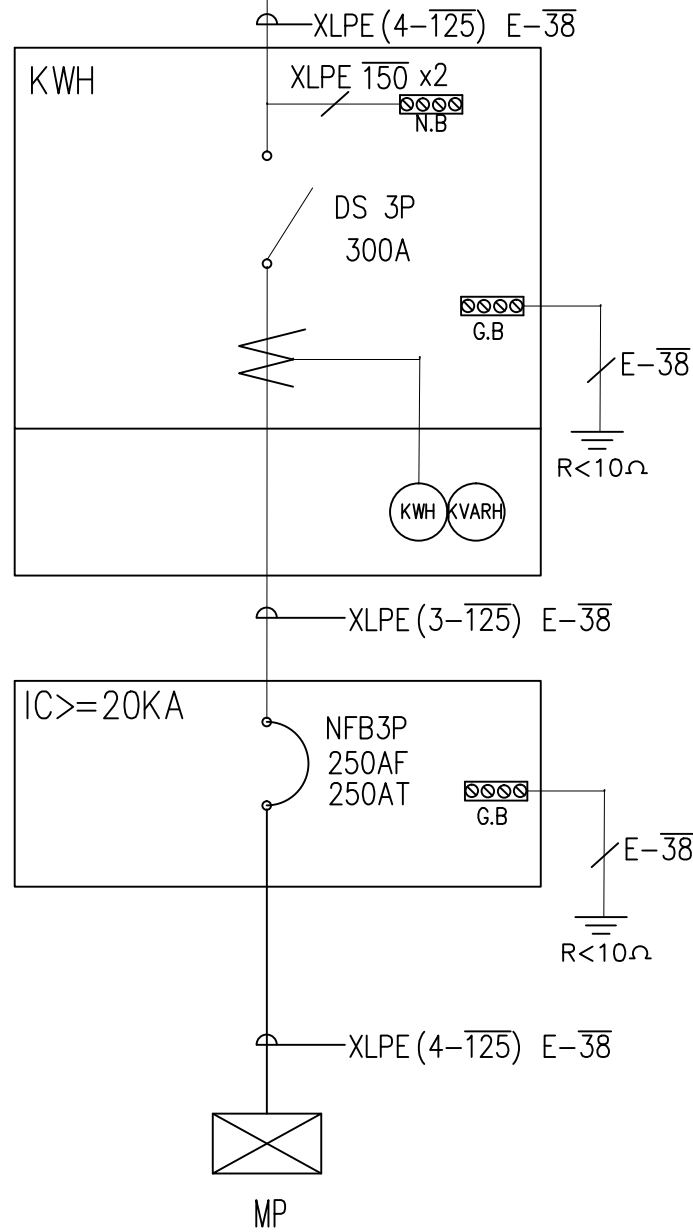 XLPE(4-125) E-38
KWH
XLPE 150 x2
N.B
DS 3P
300A
G.B
E-38
R<10Ω
KWH
KVARH
XLPE(3-125) E-38
IC>=20KA
NFB3P
250AF
250AT
G.B
E-38
R<10Ω
XLPE(4-125) E-38
MP